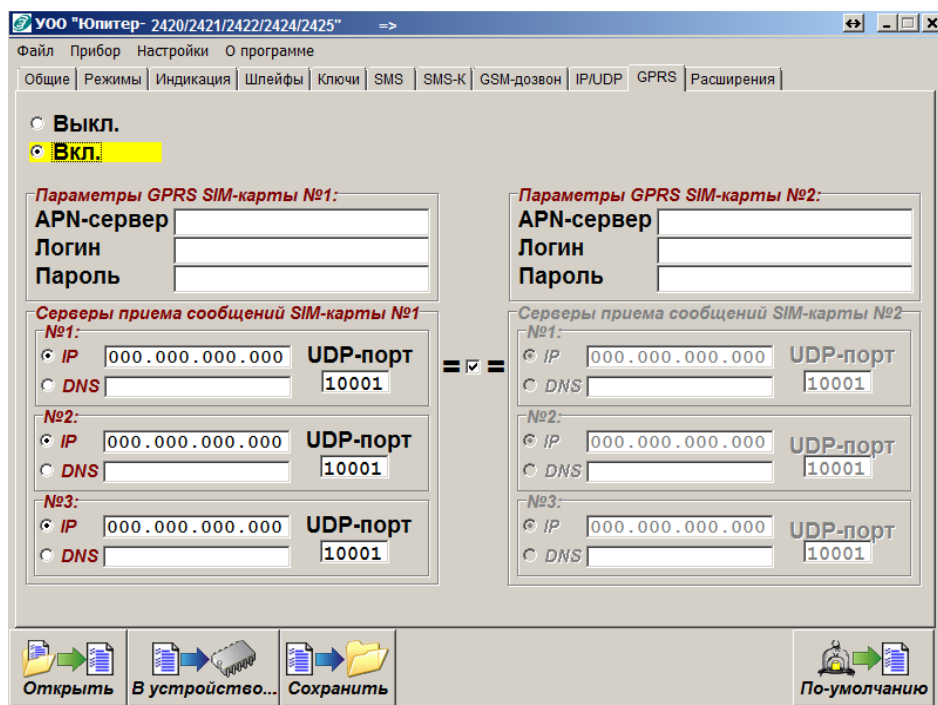 УОО "Юпитер- 2420/2421/2422/2424/2425" =>
Файл Прибор Настройки О программе
Общие Режимы Индикация Шлейфы Ключи SMS SMS-К GSM-дозвон IP/UDP GPRS Расширения
Выкл.
Вкл.
Параметры GPRS SIM-карты №1:
APN-сервер
Логин
Пароль
Параметры GPRS SIM-карты №2:
APN-сервер
Логин
Пароль
Серверы приема сообщений SIM-карты №1
№1:
IP 000.000.000.000 UDP-порт
DNS 10001
№2:
IP 000.000.000.000 UDP-порт
DNS 10001
№3:
IP 000.000.000.000 UDP-порт
DNS 10001
= =
Серверы приема сообщений SIM-карты №2
№1:
IP 000.000.000.000 UDP-порт
DNS 10001
№2:
IP 000.000.000.000 UDP-порт
DNS 10001
№3:
IP 000.000.000.000 UDP-порт
DNS 10001
Открыть В устройство... Сохранить По-умолчанию